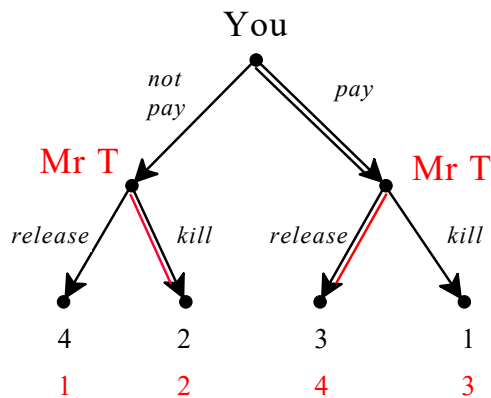 You
not
pay
pay
Mr T
Mr T
release
kill
release
kill
4 2 3 1
1 2 4 3